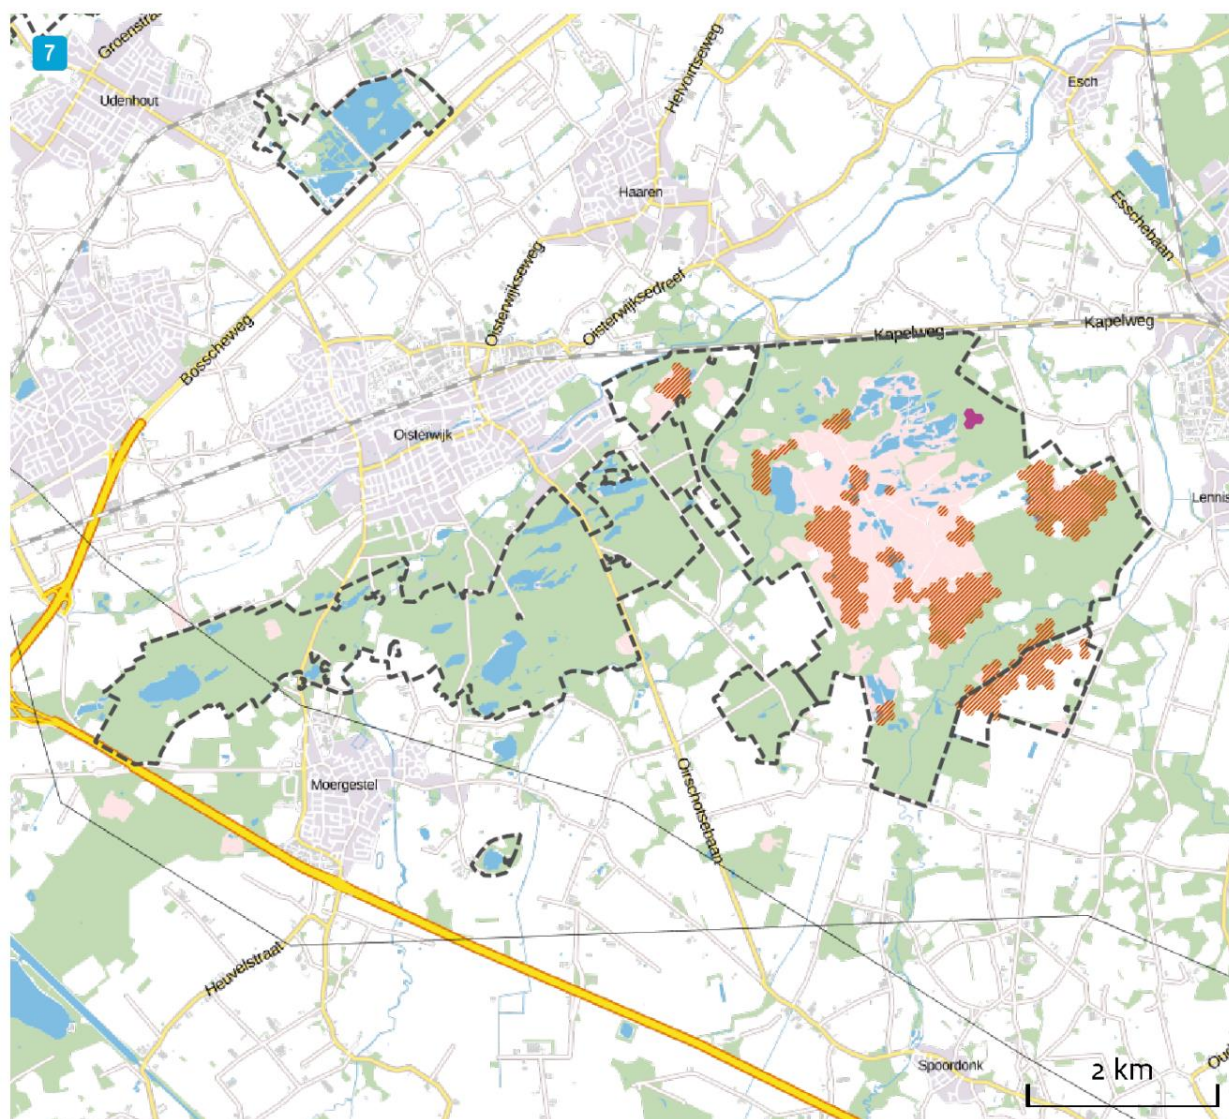 7
Udenhout
Esch
Helvoirtseweg
Haaren
Esschebaan
Oisterwijkseweg
Oisterwijksedreef
Bosscheweg
Kapelweg
Kapelweg
Oisterwijk
Lennis
Moergestel
Oirschotsebaan
Heuvelstraat
Spoordonk
2 km